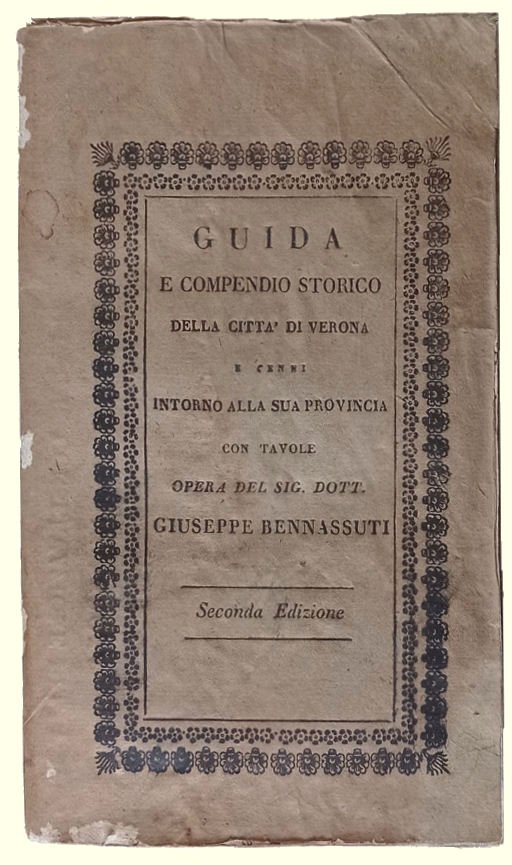 GUIDA
E COMPENDIO STORICO
DELLA CITTA' DI VERONA
E CENNI
INTORNO ALLA SUA PROVINCIA
CON TAVOLE
OPERA DEL SIG. DOTT.
GIUSEPPE BENNASSUTI
Seconda Edizione